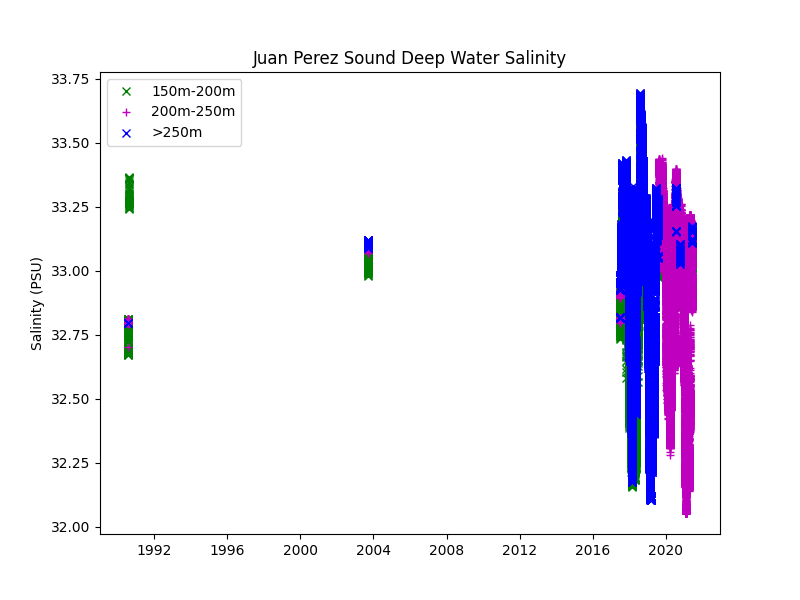 Juan Perez Sound Deep Water Salinity
33.75
33.50
33.25
33.00
32.75
32.50
32.25
32.00
Salinity (PSU)
150m-200m
200m-250m
>250m
1992 1996 2000 2004 2008 2012 2016 2020